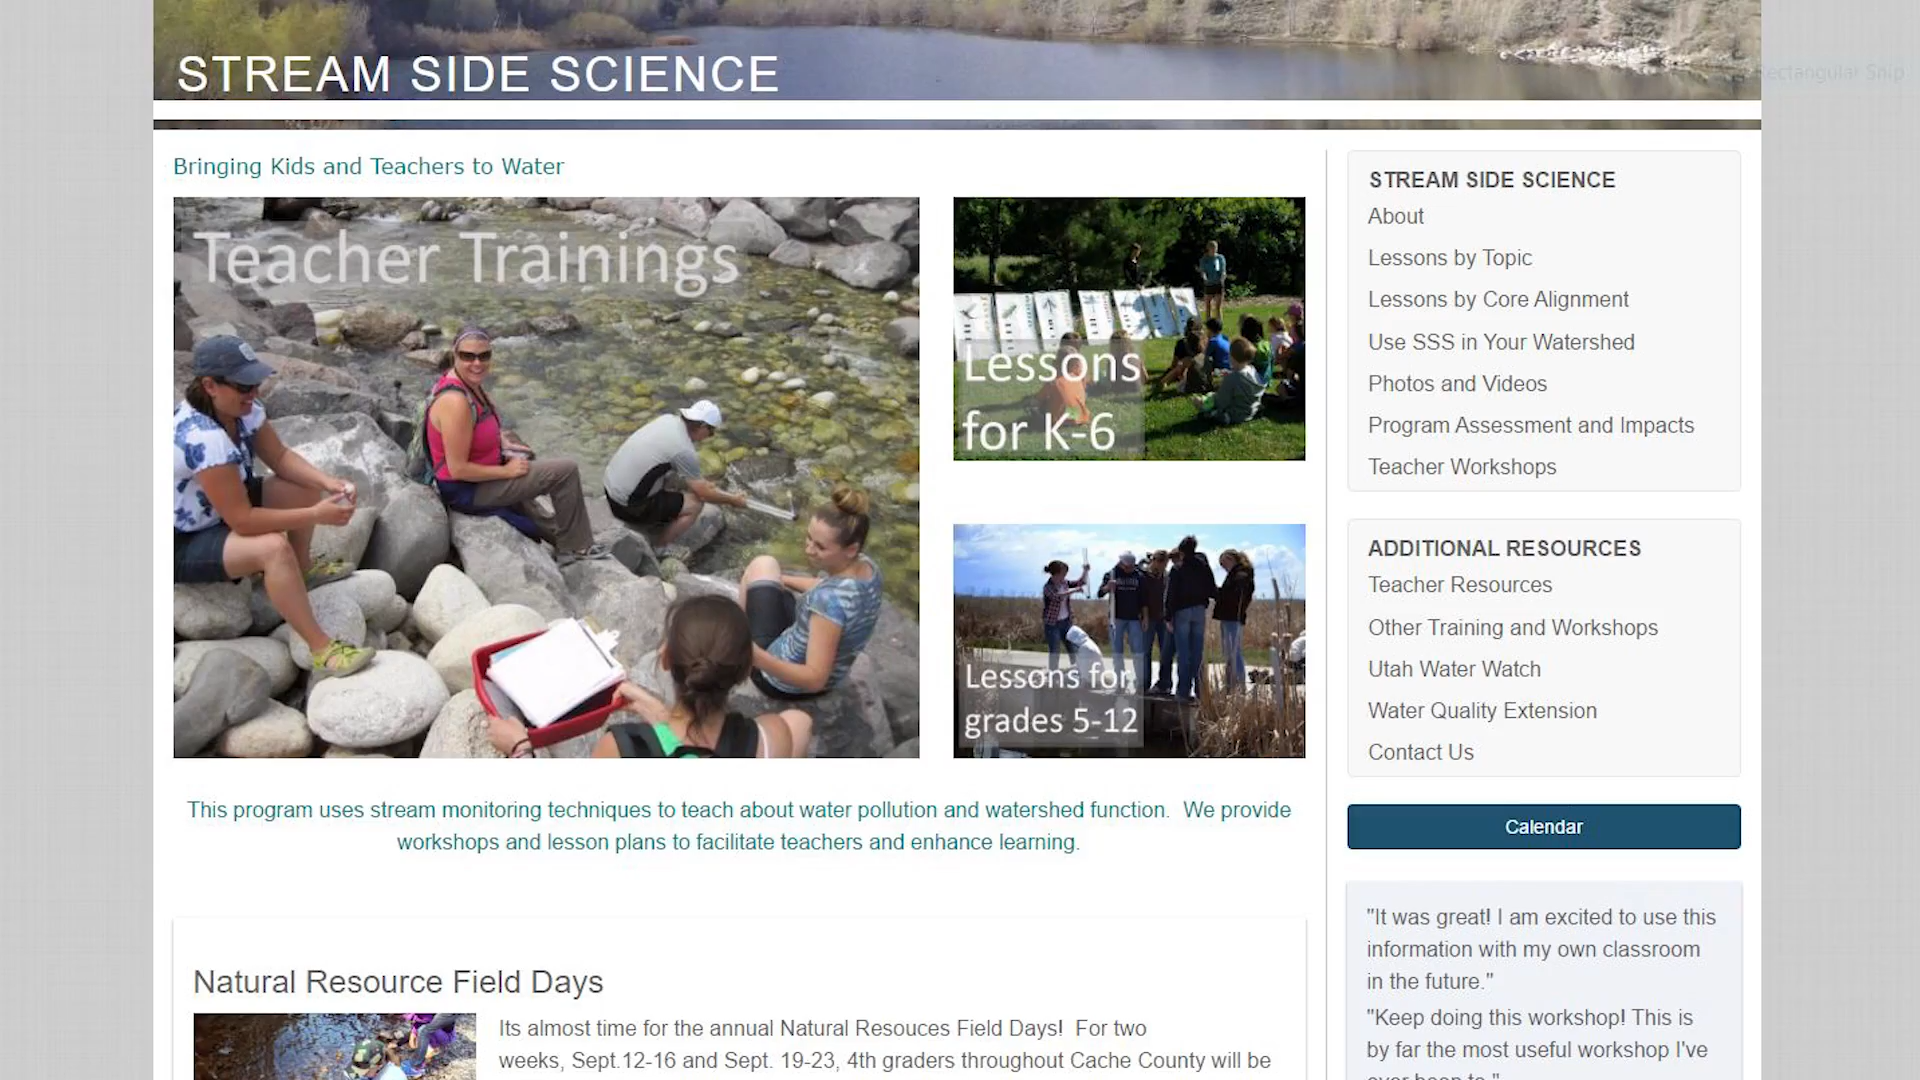 STREAM SIDE SCIENCE
Rectangular Snip
Bringing Kids and Teachers to Water
Teacher Trainings
Lessons
for K-6
Lessons for
grades 5-12
This program uses stream monitoring techniques to teach about water pollution and watershed function. We provide
workshops and lesson plans to facilitate teachers and enhance learning.
Natural Resource Field Days
Its almost time for the annual Natural Resouces Field Days! For two
weeks, Sept.12-16 and Sept. 19-23, 4th graders throughout Cache County will be
STREAM SIDE SCIENCE
About
Lessons by Topic
Lessons by Core Alignment
Use SSS in Your Watershed
Photos and Videos
Program Assessment and Impacts
Teacher Workshops
ADDITIONAL RESOURCES
Teacher Resources
Other Training and Workshops
Utah Water Watch
Water Quality Extension
Contact Us
Calendar
"It was great! I am excited to use this
information with my own classroom
in the future."
"Keep doing this workshop! This is
by far the most useful workshop I've
ever been to."